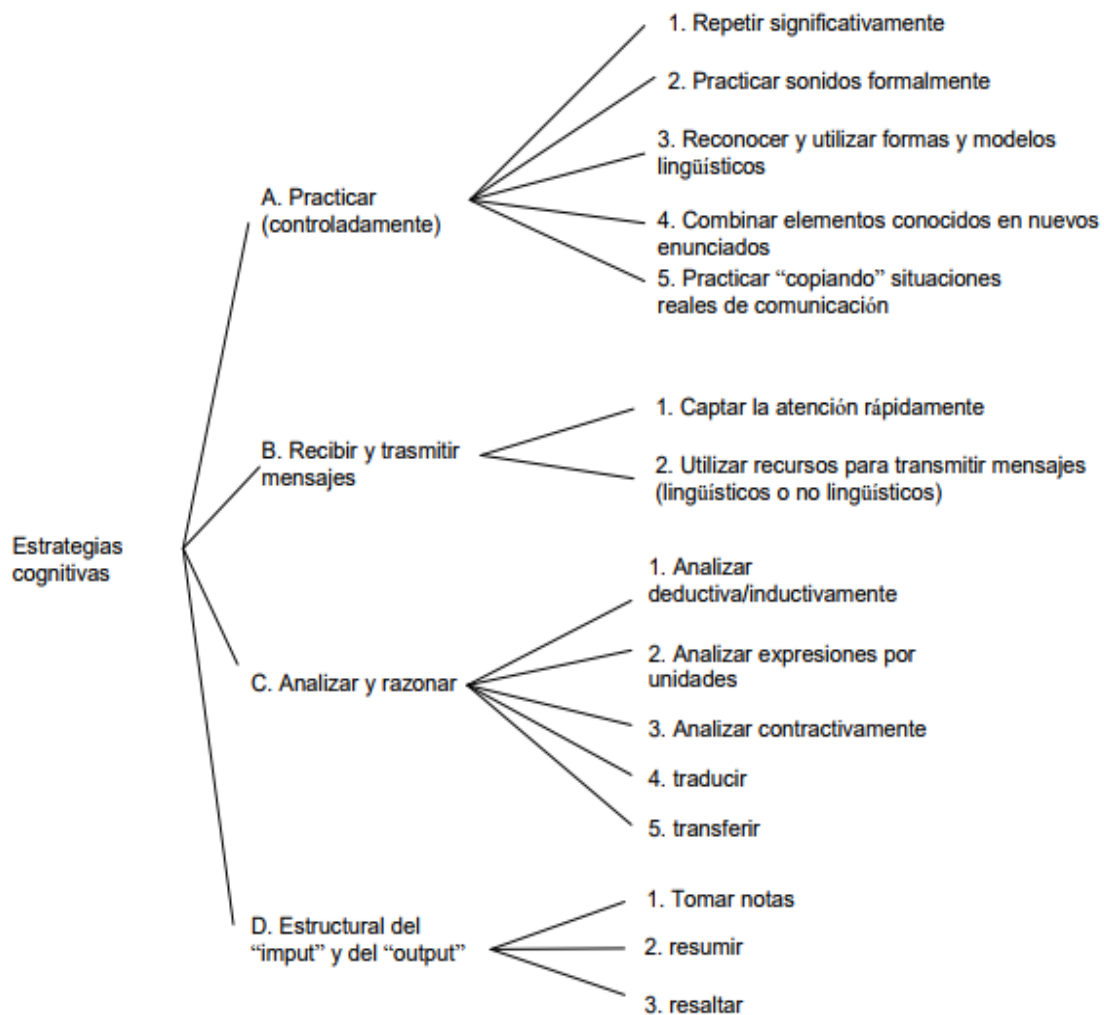 Estrategias
cognitivas
A. Practicar
(controladamente)
1. Repetir significativamente
2. Practicar sonidos formalmente
3. Reconocer y utilizar formas y modelos
lingüísticos
4. Combinar elementos conocidos en nuevos
enunciados
5. Practicar “copiando” situaciones
reales de comunicación
B. Recibir y trasmitir
mensajes
1. Captar la atención rápidamente
2. Utilizar recursos para transmitir mensajes
(lingüísticos o no lingüísticos)
C. Analizar y razonar
1. Analizar
deductiva/inductivamente
2. Analizar expresiones por
unidades
3. Analizar contractivamente
4. traducir
5. transferir
D. Estructural del
“imput” y del “output”
1. Tomar notas
2. resumir
3. resaltar